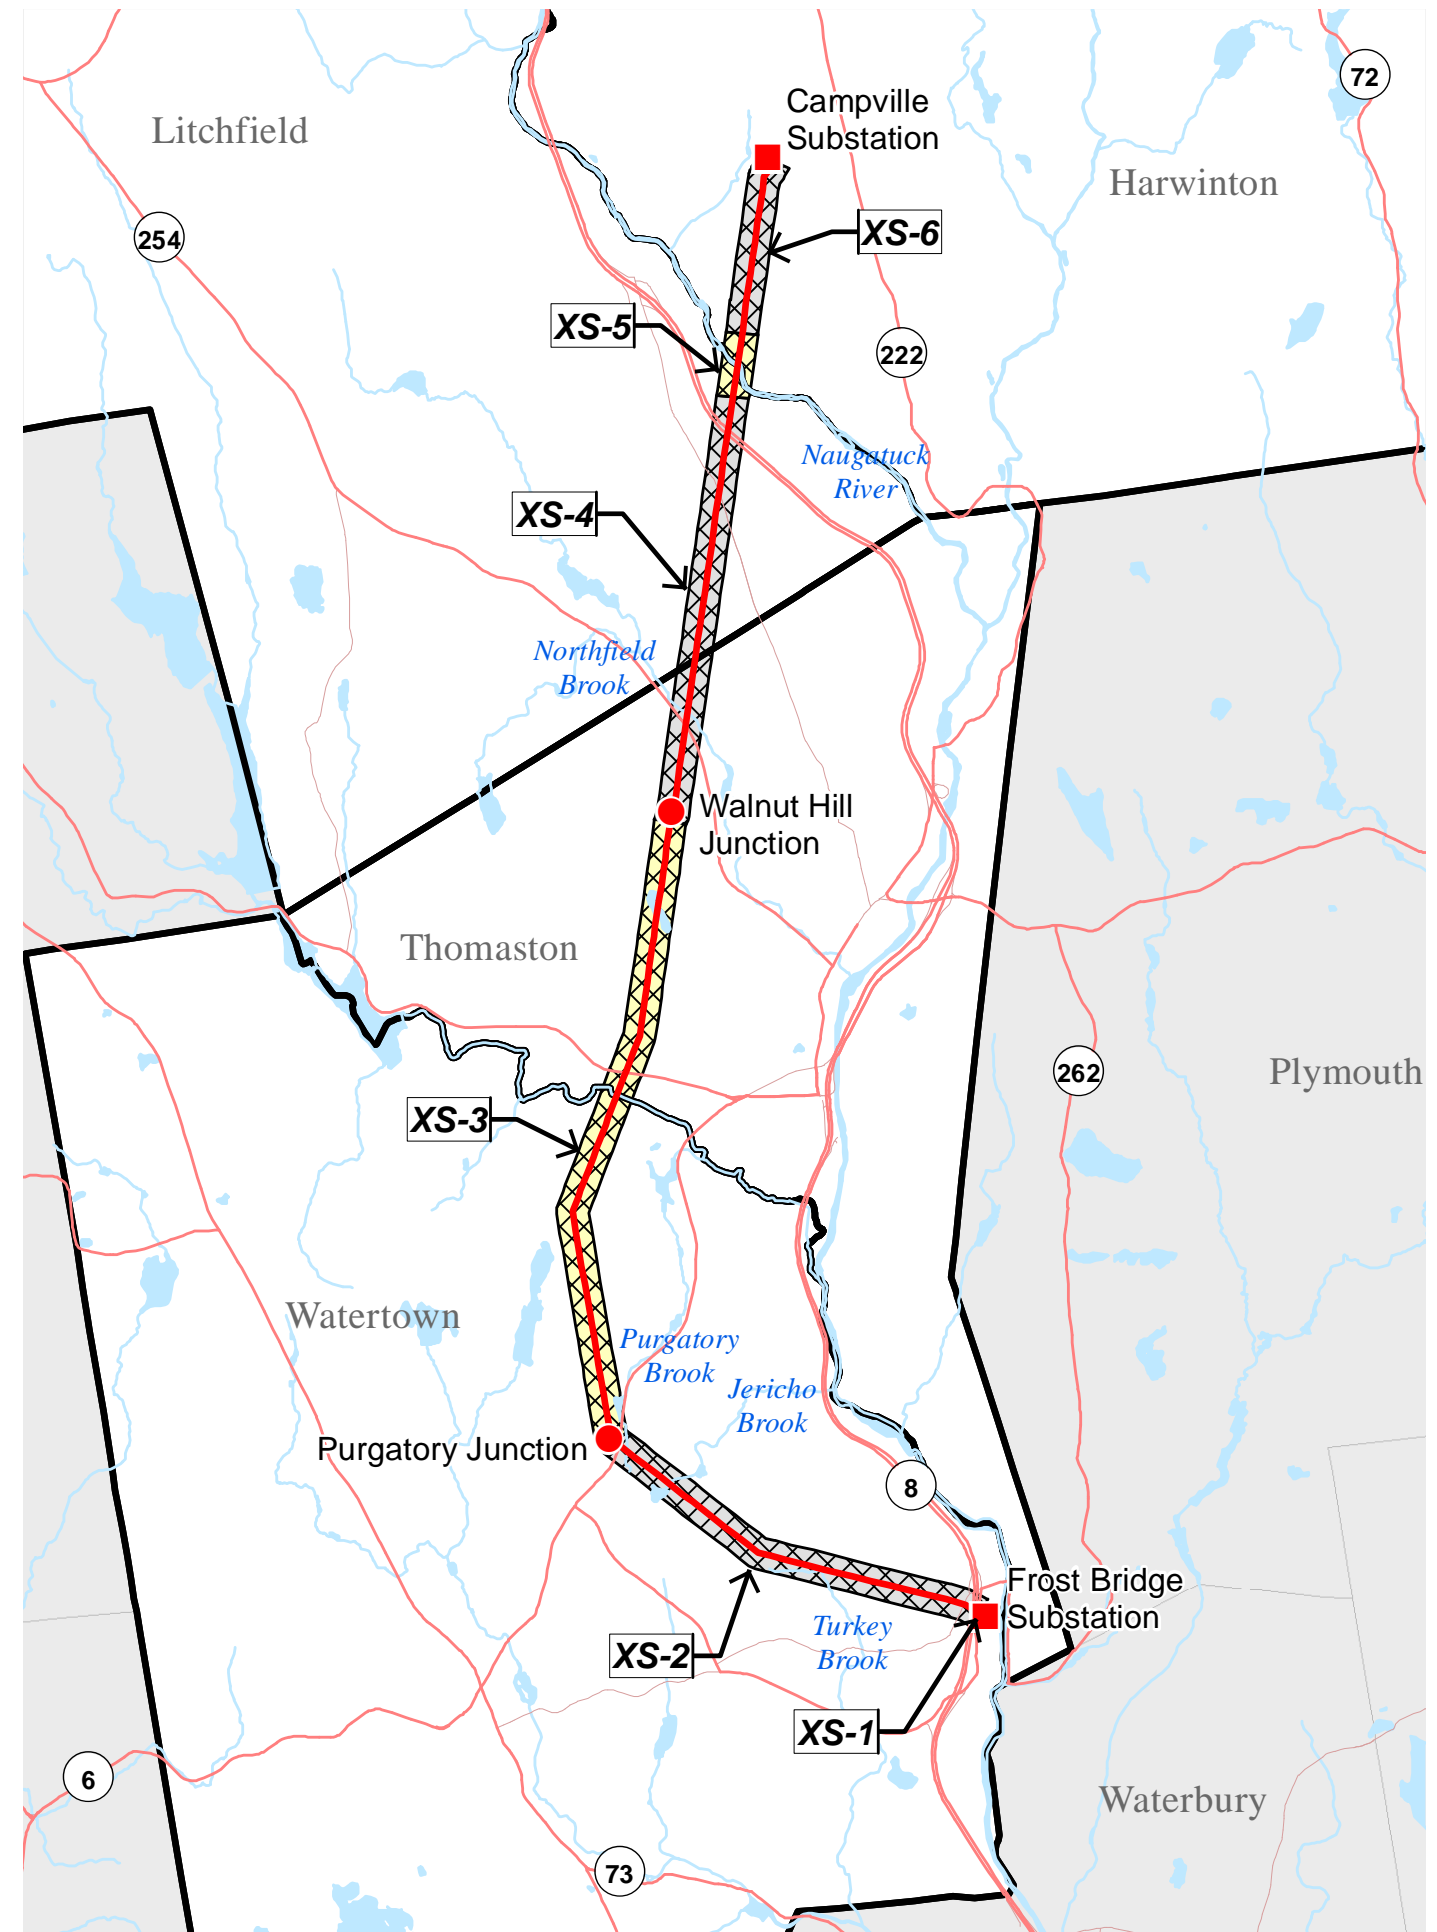 72
Campville
Substation
Litchfield
Harwinton
254
XS-6
XS-5
222
Naugatuck
River
XS-4
Northfield
Brook
Walnut Hill
Junction
Thomaston
262
Plymouth
XS-3
Watertown
Purgatory
Brook
Jericho
Brook
Purgatory Junction
8
Frost Bridge
Substation
Turkey
Brook
XS-2
XS-1
6
Waterbury
73